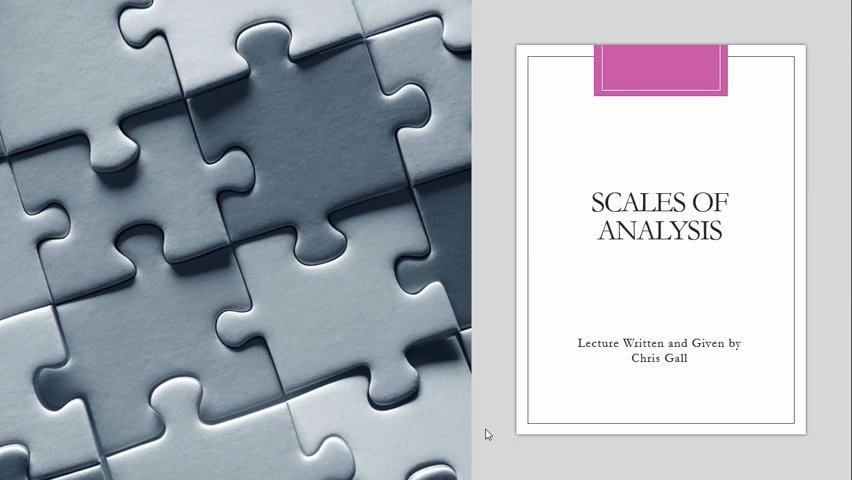 SCALES OF
ANALYSIS
Lecture Written and Given by
Chris Gall